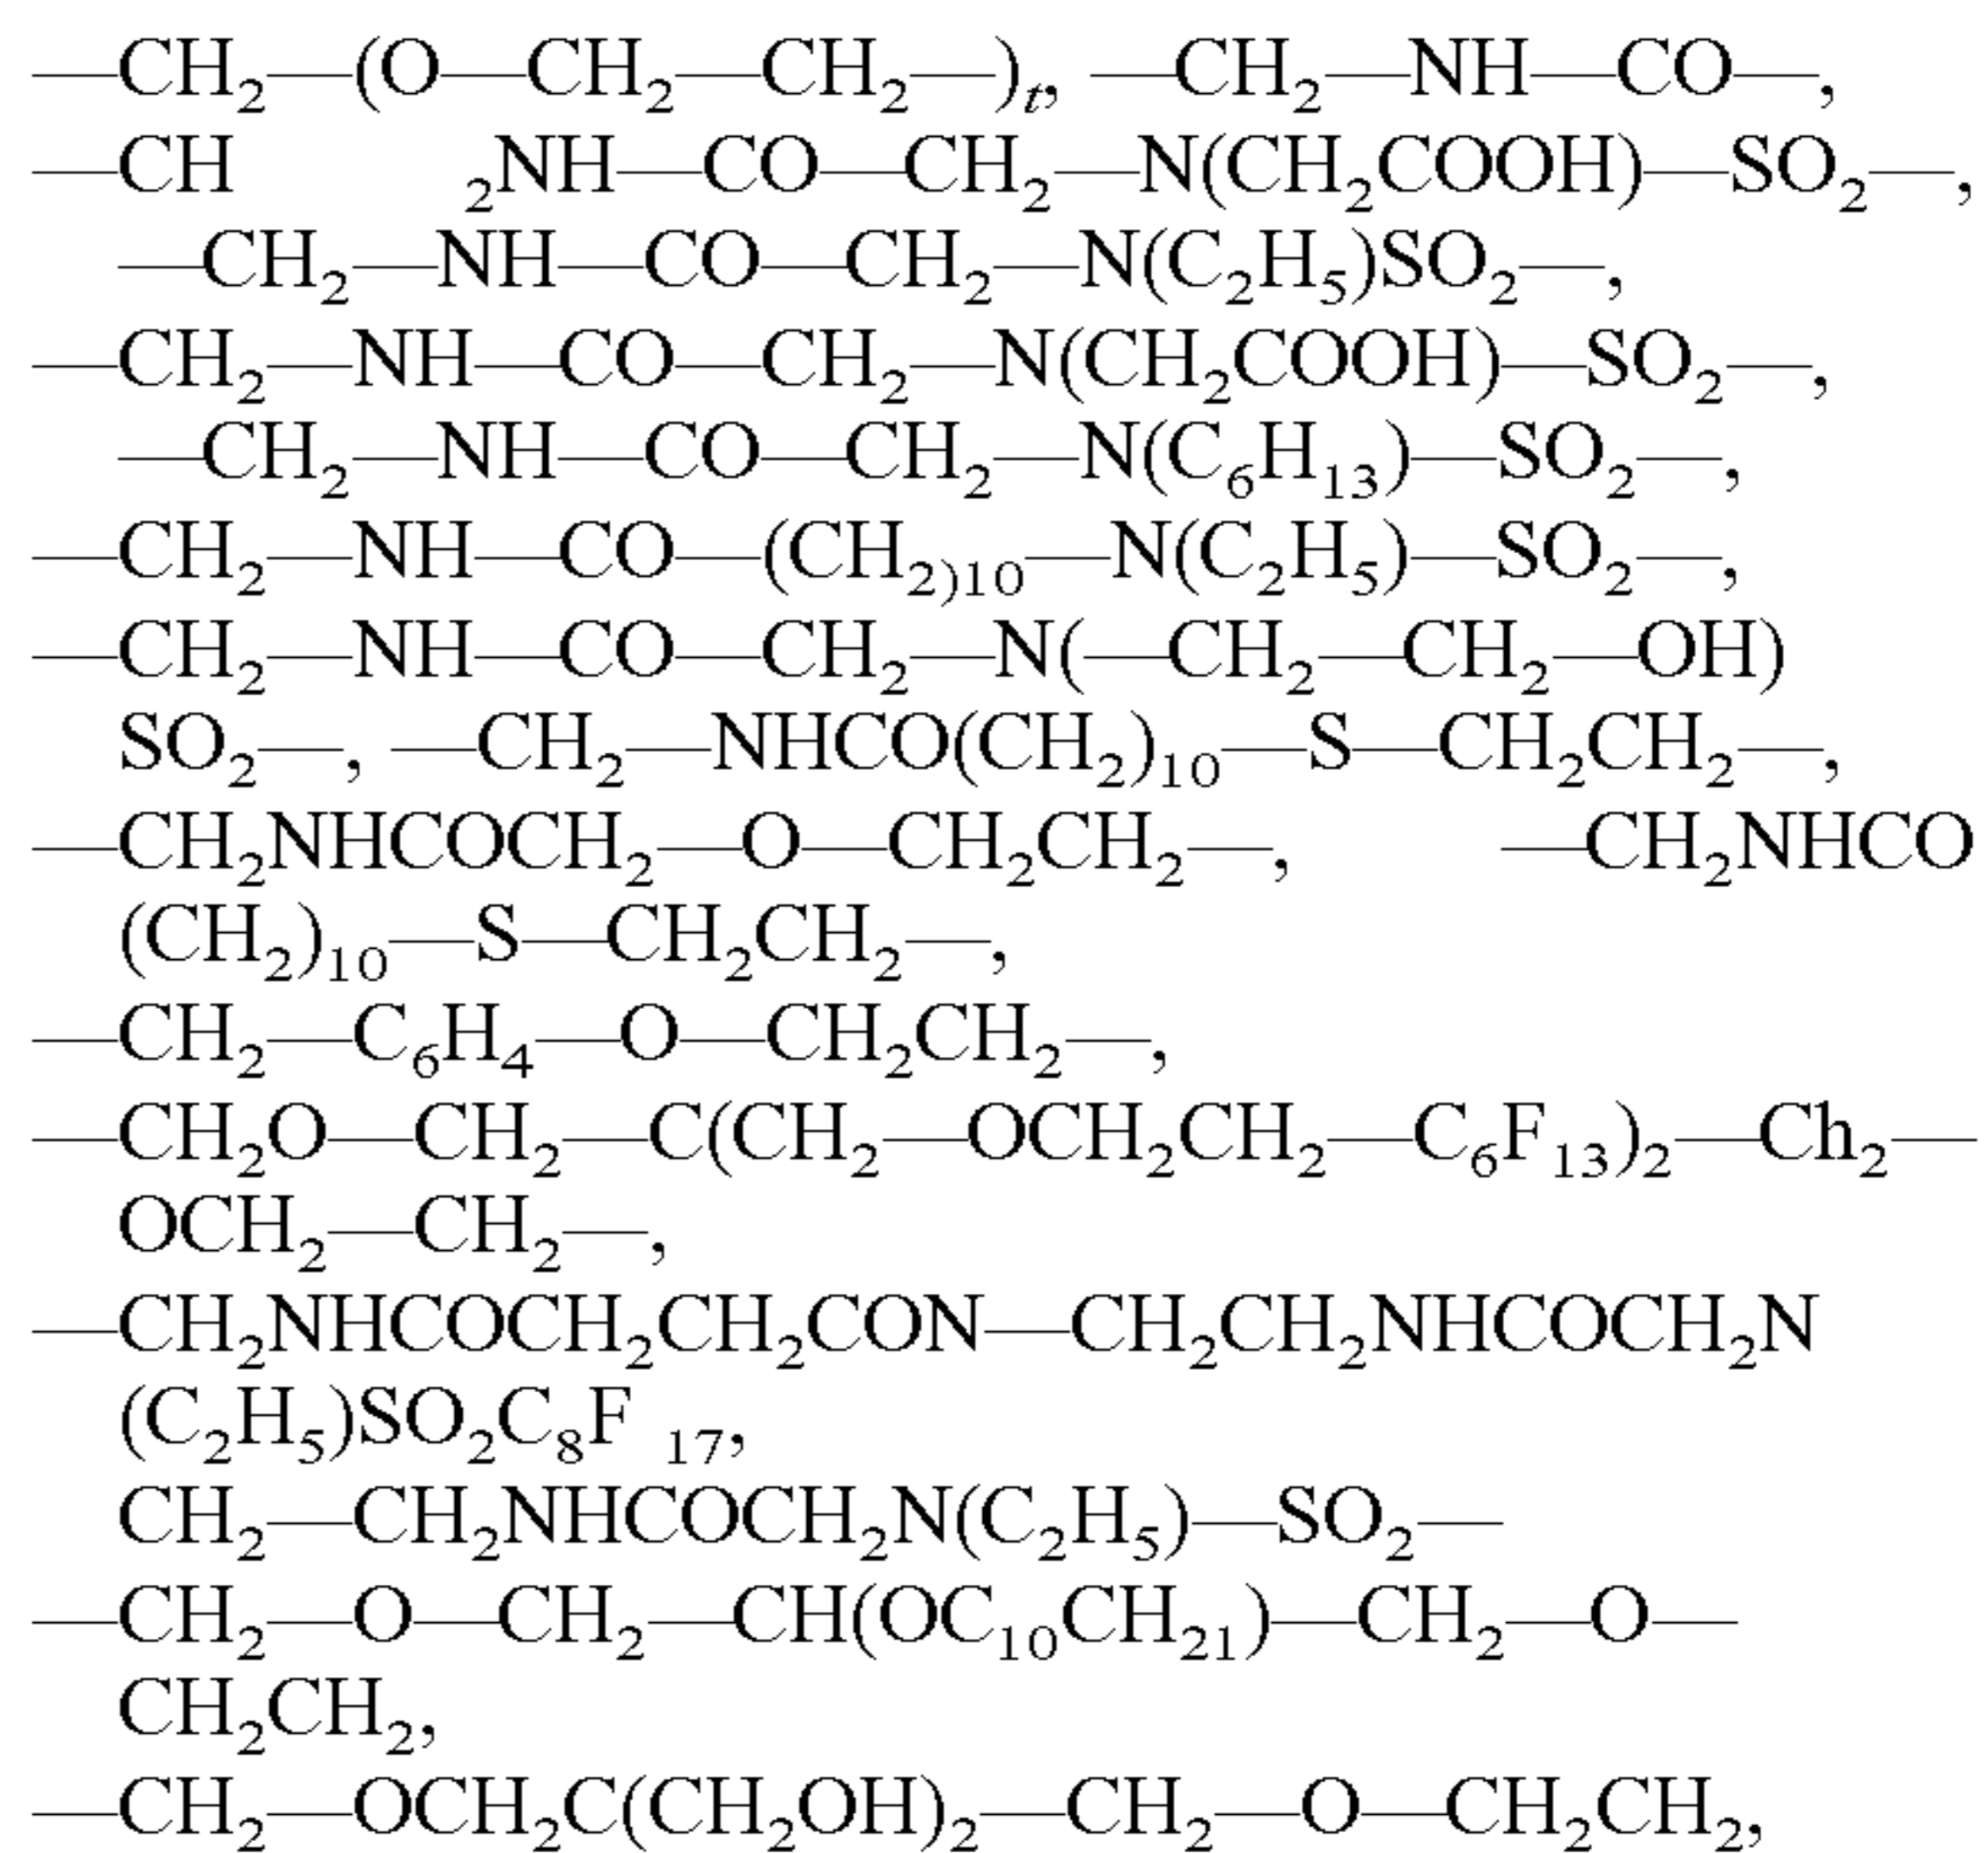 —CH₂—(O—CH₂—CH₂—)ₜ, —CH₂—NH—CO—,
—CH ₂NH—CO—CH₂—N(CH₂COOH)—SO₂—,
—CH₂—NH—CO—CH₂—N(C₂H₅)SO₂—,
—CH₂—NH—CO—CH₂—N(CH₂COOH)—SO₂—,
—CH₂—NH—CO—CH₂—N(C₆H₁₃)—SO₂—,
—CH₂—NH—CO—(CH₂₎₁₀—N(C₂H₅)—SO₂—,
—CH₂—NH—CO—CH₂—N(—CH₂—CH₂—OH)
SO₂—, —CH₂—NHCO(CH₂)₁₀—S—CH₂CH₂—,
—CH₂NHCOCH₂—O—CH₂CH₂—, —CH₂NHCO
(CH₂)₁₀—S—CH₂CH₂—,
—CH₂—C₆H₄—O—CH₂CH₂—,
—CH₂O—CH₂—C(CH₂—OCH₂CH₂—C₆F₁₃)₂—Ch₂—
OCH₂—CH₂—,
—CH₂NHCOCH₂CH₂CON—CH₂CH₂NHCOCH₂N
(C₂H₅)SO₂C₈F ₁₇,
CH₂—CH₂NHCOCH₂N(C₂H₅)—SO₂—
—CH₂—O—CH₂—CH(OC₁₀CH₂₁)—CH₂—O—
CH₂CH₂,
—CH₂—OCH₂C(CH₂OH)₂—CH₂—O—CH₂CH₂,